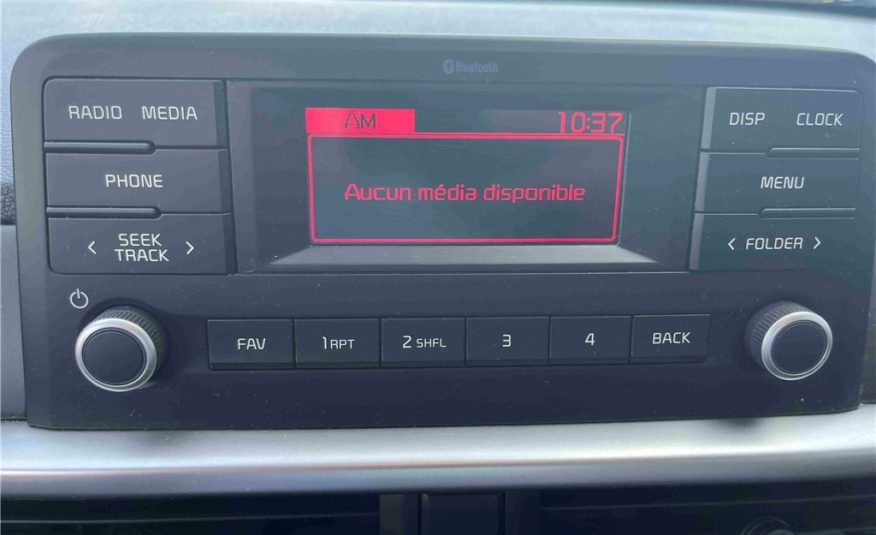 Bluetooth
RADIO MEDIA
AM 10:37
DISP CLOCK
PHONE
Aucun média disponible
MENU
< SEEK TRACK >
< FOLDER >
FAV 1 RPT 2 SHFL 3 4 BACK